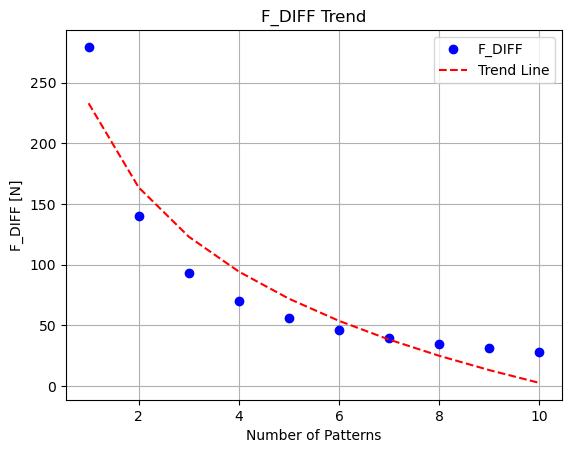 F_DIFF Trend
F_DIFF
Trend Line
F_DIFF [N]
250
200
150
100
50
0
2 4 6 8 10
Number of Patterns